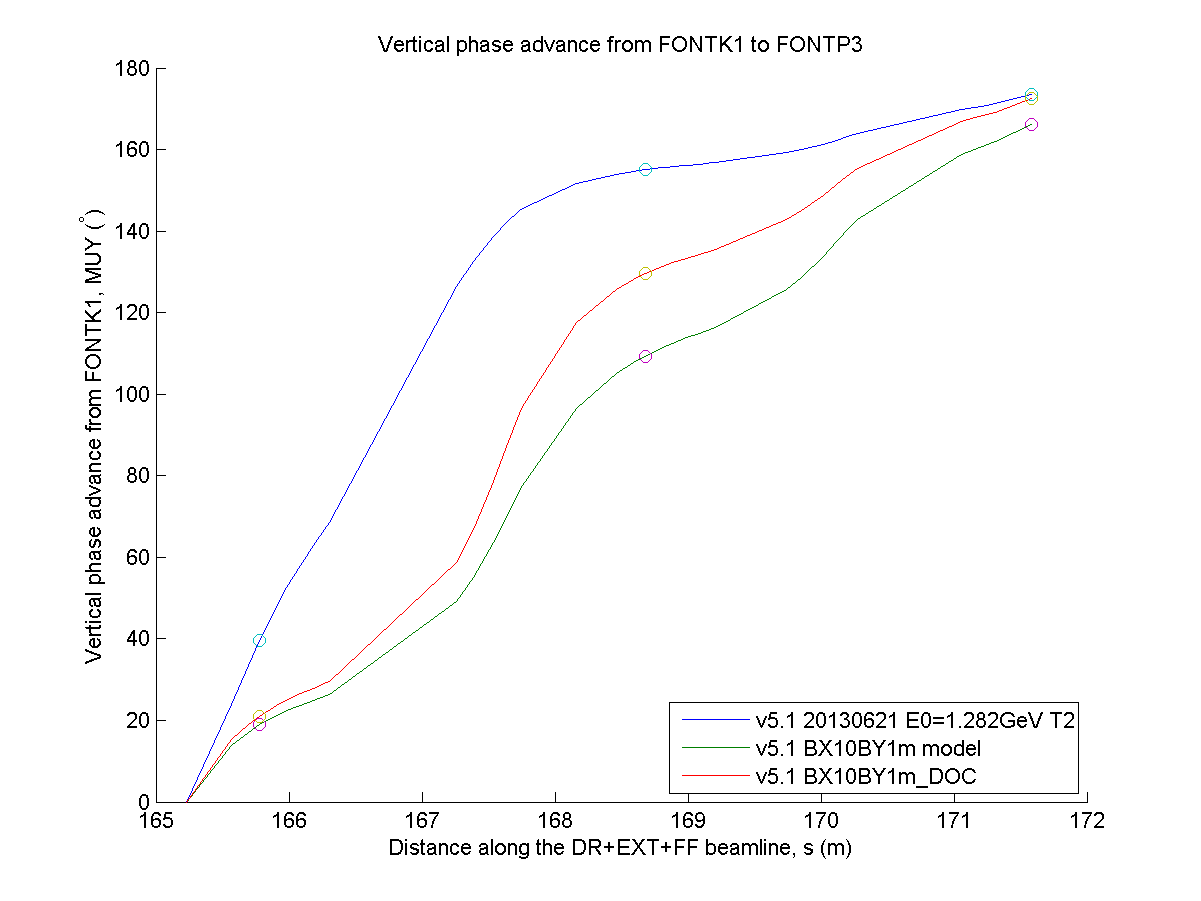 Vertical phase advance from FONTK1 to FONTP3
180
160
140
120
100
80
60
40
20
0
Vertical phase advance from FONTK1, MUY (°)
v5.1 20130621 E0=1.282GeV T2
v5.1 BX10BY1m model
v5.1 BX10BY1m_DOC
165 166 167 168 169 170 171 172
Distance along the DR+EXT+FF beamline, s (m)